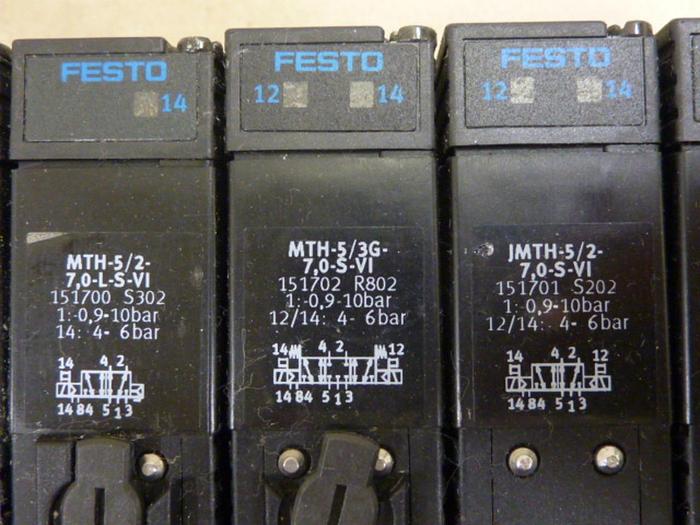 FESTO
14
MTH-5/2-
7,0-L-S-VI
151700 S302
1:-0,9-10bar
14: 4- 6bar
14 4 2
14 84 5 1 3
FESTO
12 14
MTH-5/3G-
7,0-S-VI
151702 R802
1:-0,9-10bar
12/14: 4- 6bar
14 4 2 12
14 84 5 1 3
FESTO
12 14
JMTH-5/2-
7,0-S-VI
151701 S202
1:-0,9-10bar
12/14: 4- 6bar
14 4 2 12
14 84 5 1 3